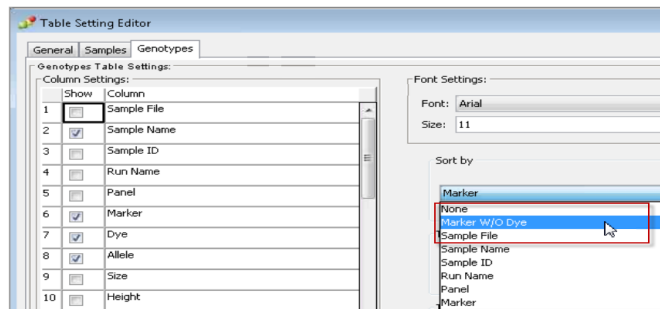 Table Setting Editor
General Samples Genotypes
Genotypes Table Settings:
Column Settings:
Show Column
1 Sample File
2 Sample Name
3 Sample ID
4 Run Name
5 Panel
6 Marker
7 Dye
8 Allele
9 Size
10 Height
Font Settings:
Font: Arial
Size: 11
Sort by
Marker
None
Marker W/O Dye
Sample File
Sample Name
Sample ID
Run Name
Panel
Marker